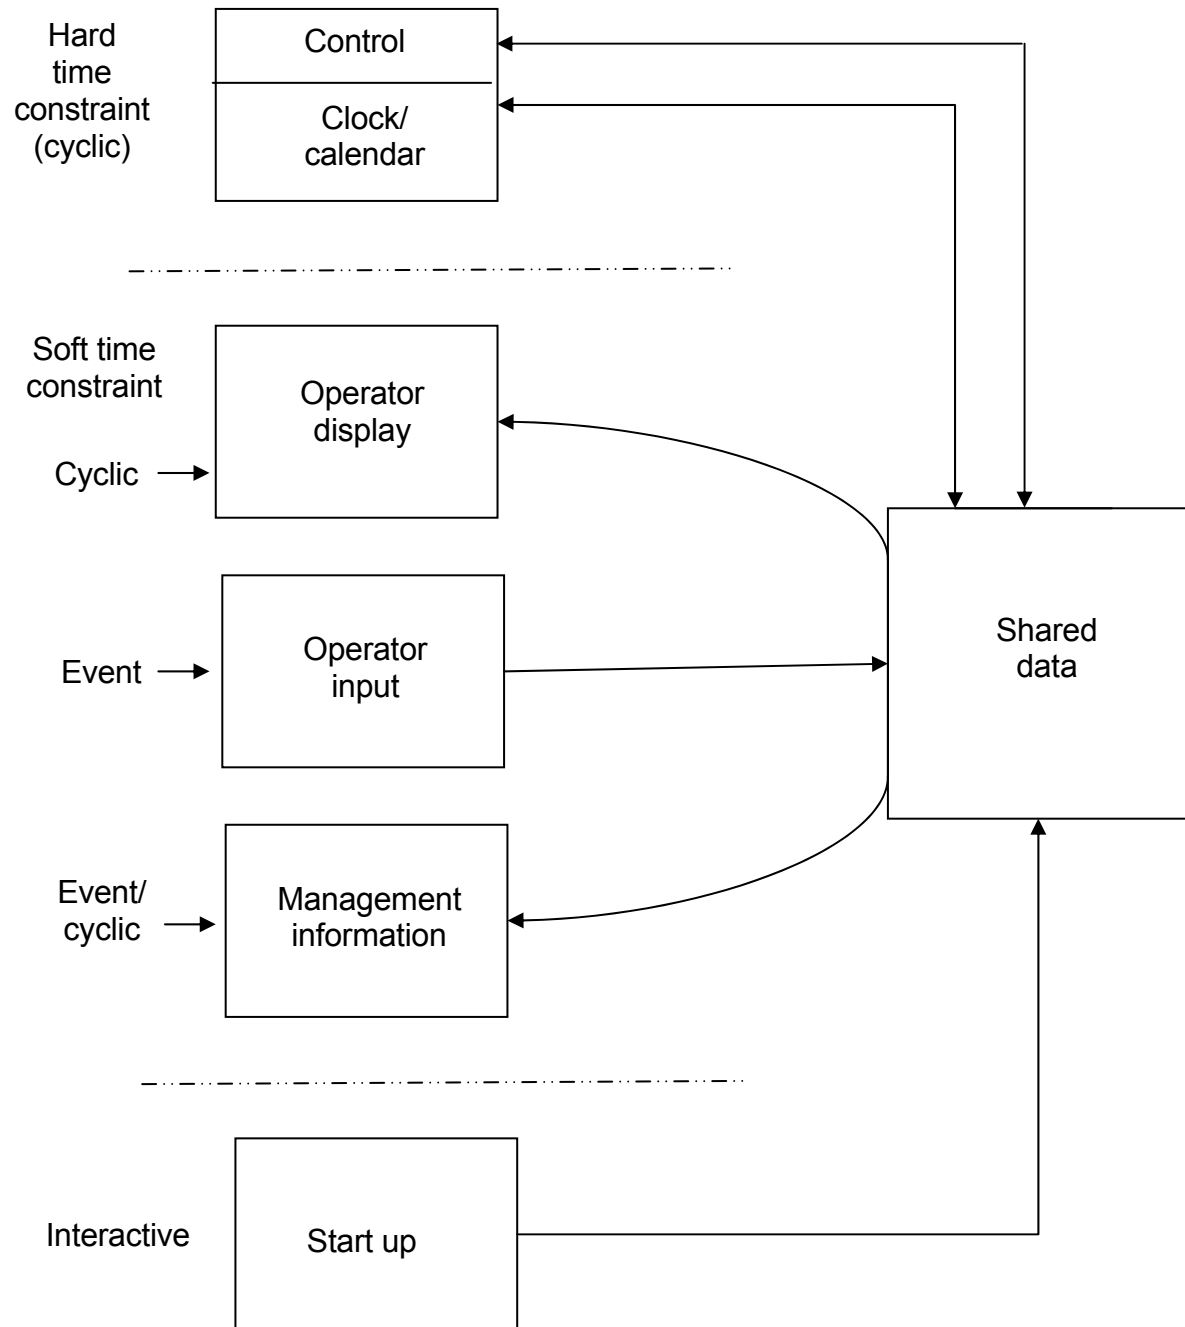 Hard
time
constraint
(cyclic)
Control
Clock/
calendar
Soft time
constraint
Operator
display
Cyclic
Event
Operator
input
Shared
data
Event/
cyclic
Management
information
Interactive
Start up